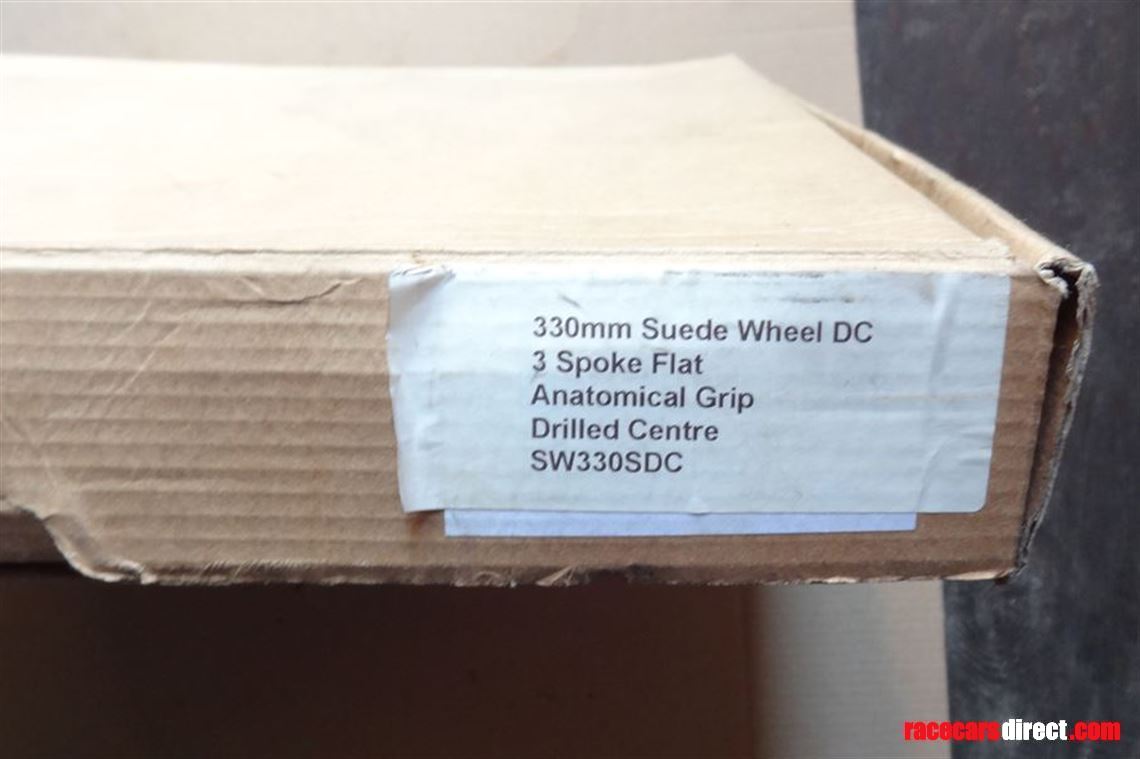 330mm Suede Wheel DC
3 Spoke Flat
Anatomical Grip
Drilled Centre
SW330SDC
racecarsdirect.com